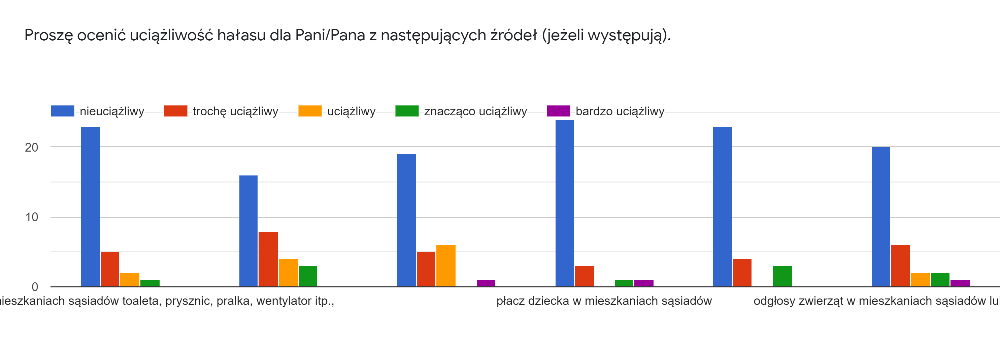 Proszę ocenić uciążliwość hałasu dla Pani/Pana z następujących źródeł (jeżeli występują).
nieuciążliwy trochę uciążliwy uciążliwy znacząco uciążliwy bardzo uciążliwy
20
10
0
ieszkaniach sąsiadów toaleta, prysznic, pralka, wentylator itp., płacz dziecka w mieszkaniach sąsiadów odgłosy zwierząt w mieszkaniach sąsiadów lu